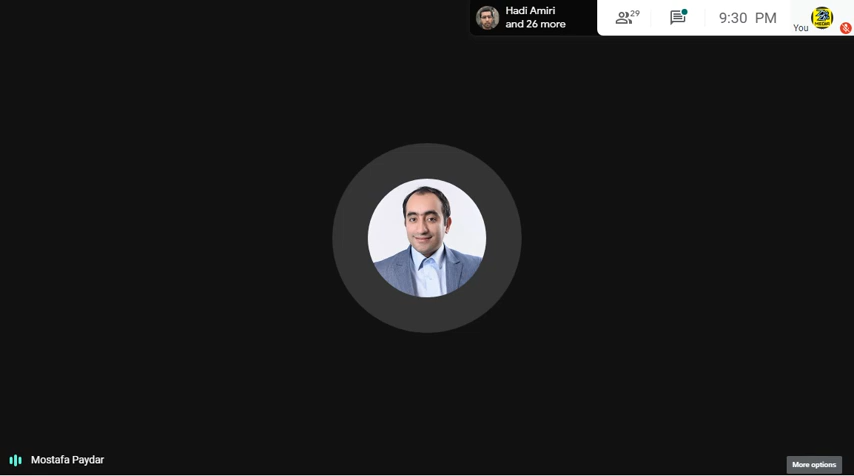 Hadi Amiri
and 26 more
29
9:30 PM
You
Mostafa Paydar
More options